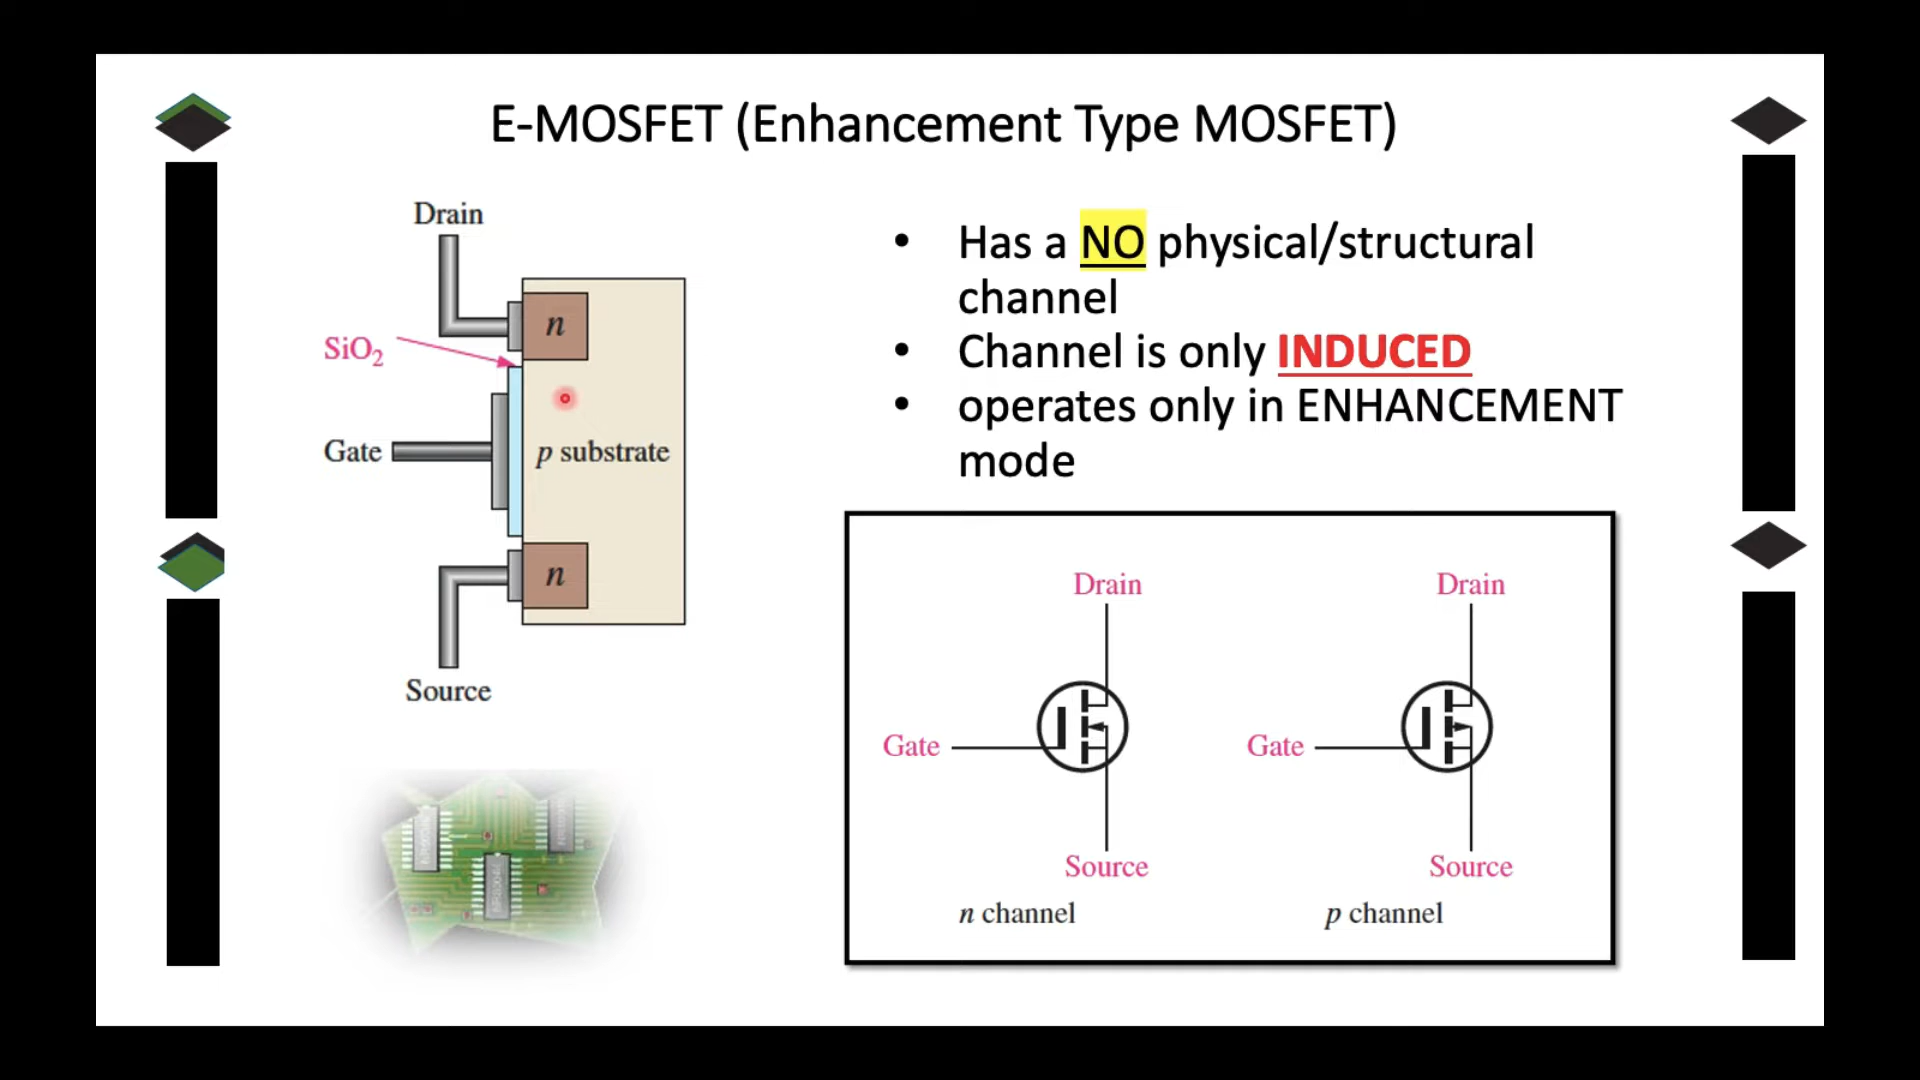 E-MOSFET (Enhancement Type MOSFET)
Drain
n
SiO₂
Gate
p substrate
n
Source
• Has a NO physical/structural
channel
• Channel is only INDUCED
• operates only in ENHANCEMENT
mode
Drain
Gate
Source
n channel
Drain
Gate
Source
p channel